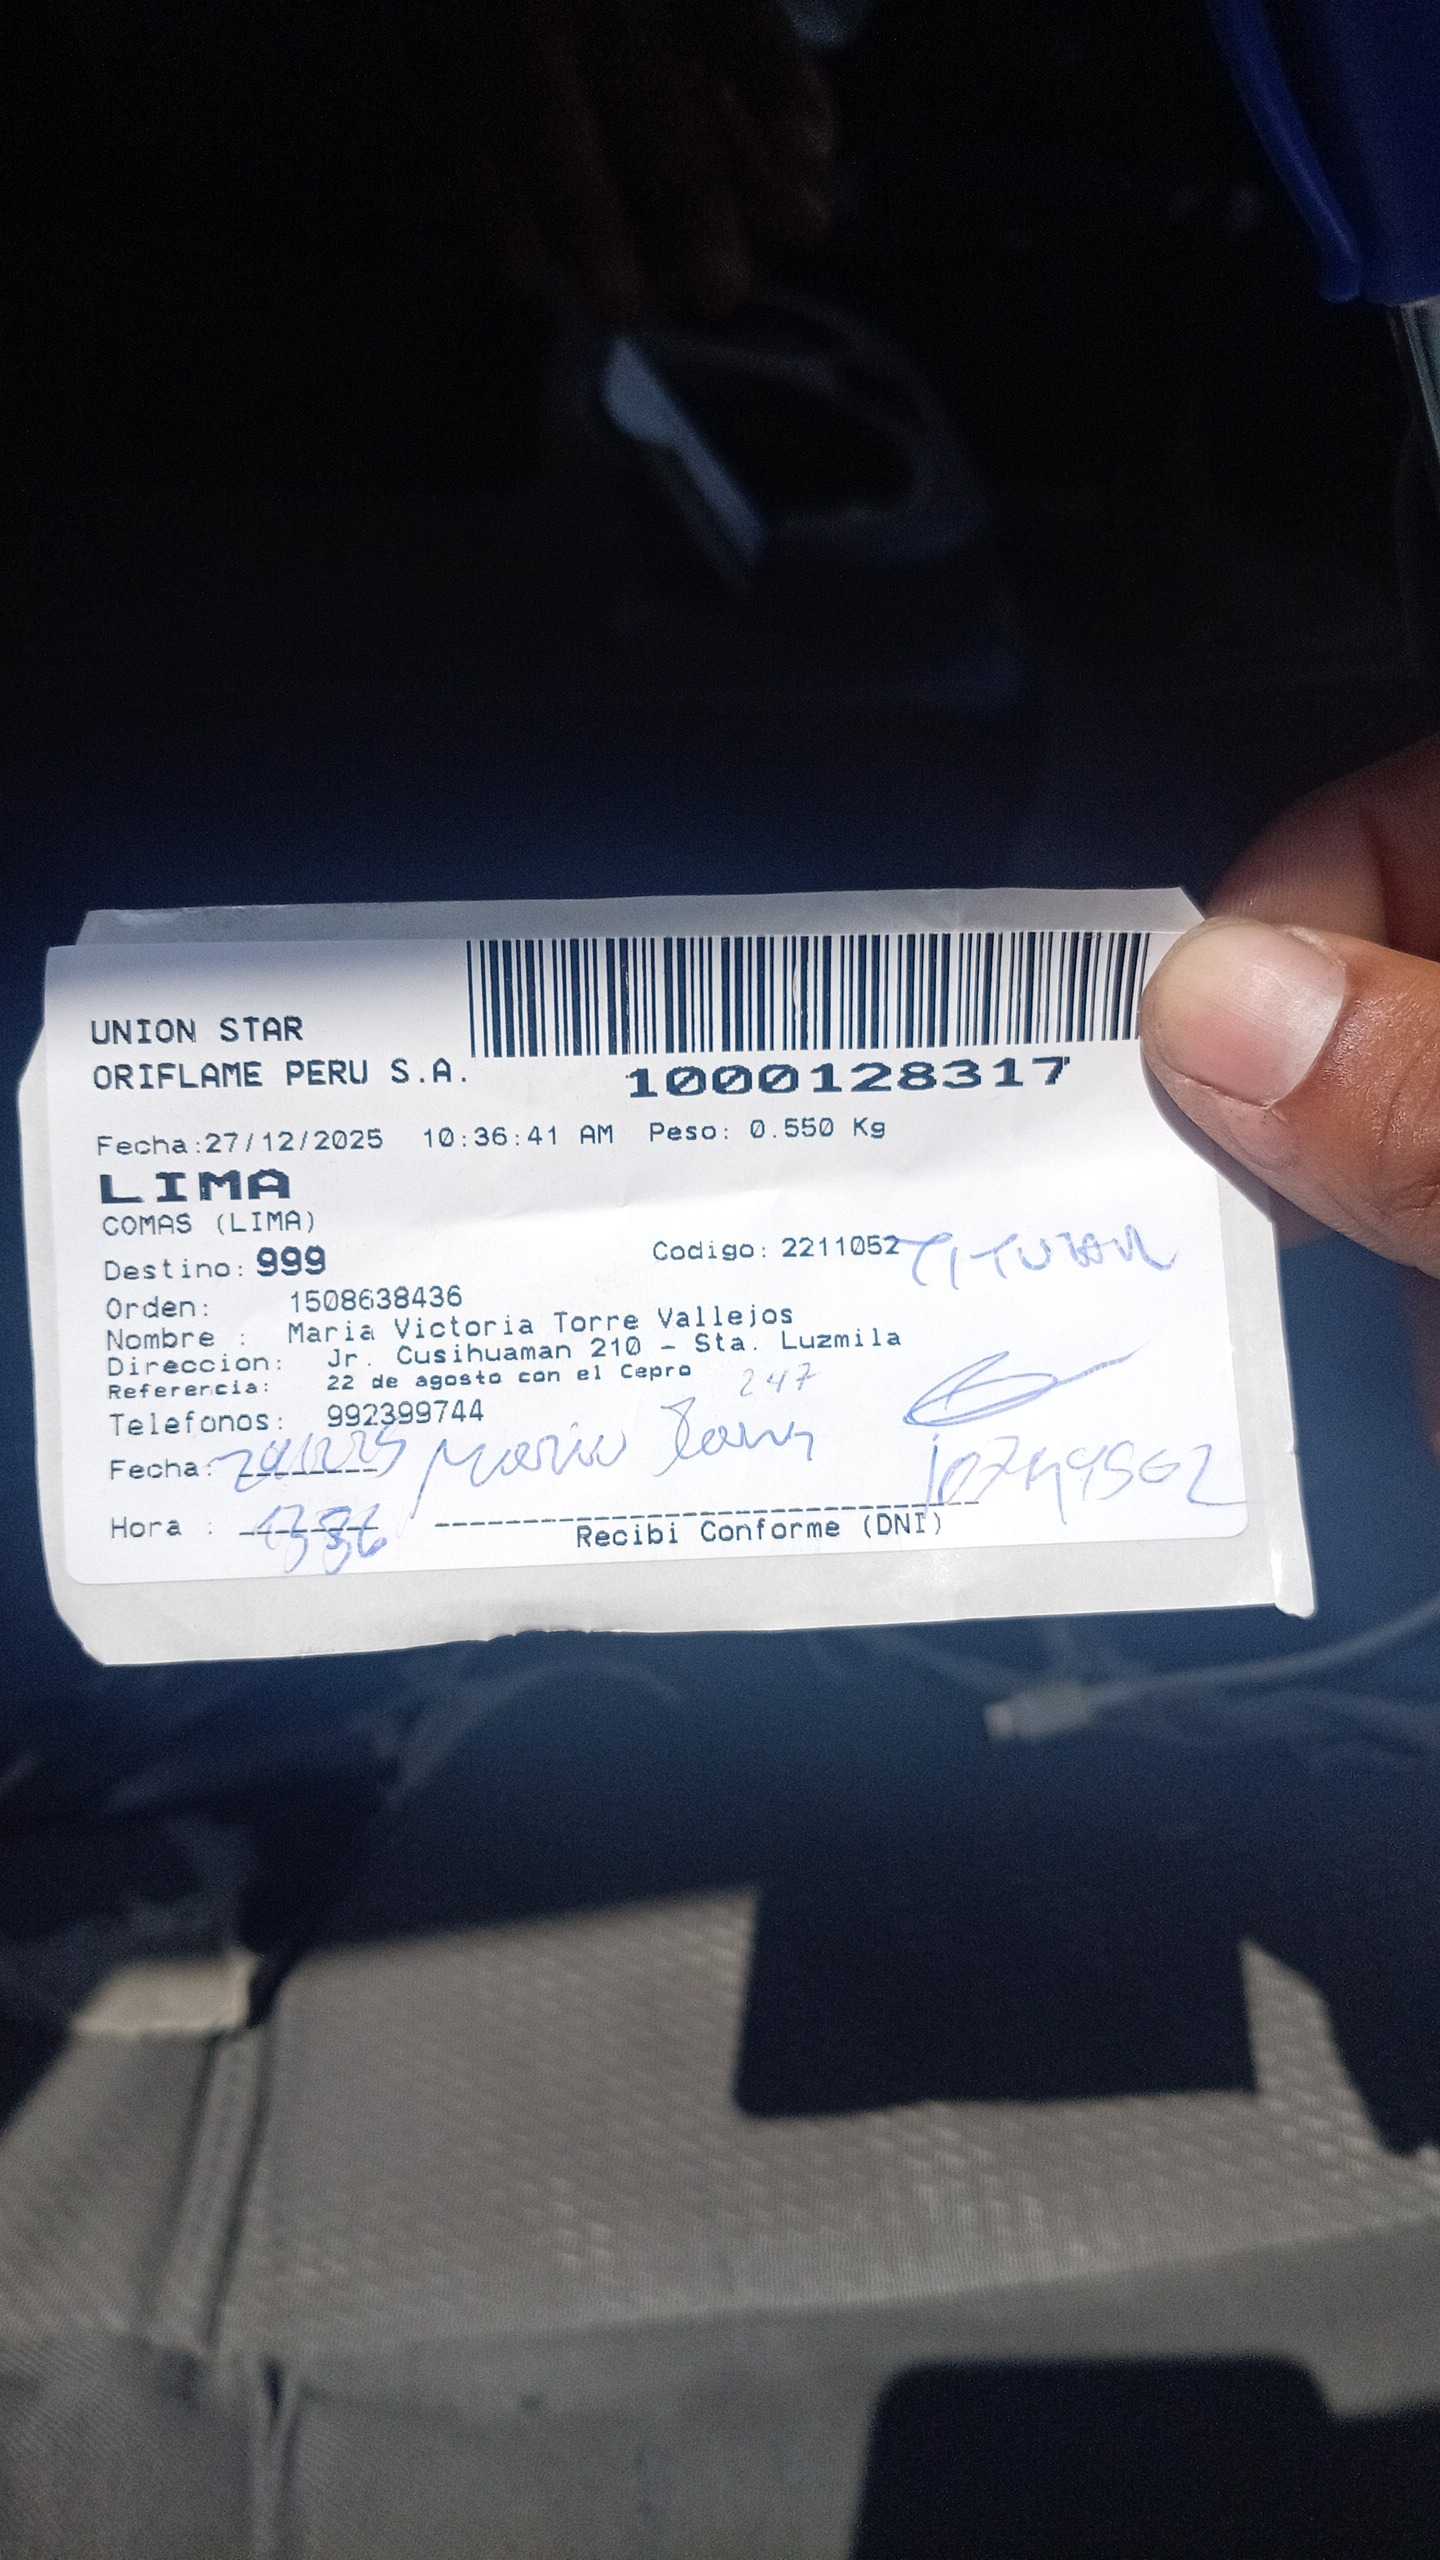 UNION STAR
ORIFLAME PERU S.A.
1000128317
Fecha:27/12/2025 10:36:41 AM Peso: 0.550 Kg
LIMA
COMAS (LIMA)
Destino: 999 Codigo: 2211052 TITULAR
Orden: 1508638436
Nombre : Maria Victoria Torre Vallejos
Direccion: Jr. Cusihuaman 210 - Sta. Luzmila
Referencia: 22 de agosto con el Cepro
247
Telefonos: 992399744
Fecha: Maria
Hora :
Recibi Conforme (DNI)